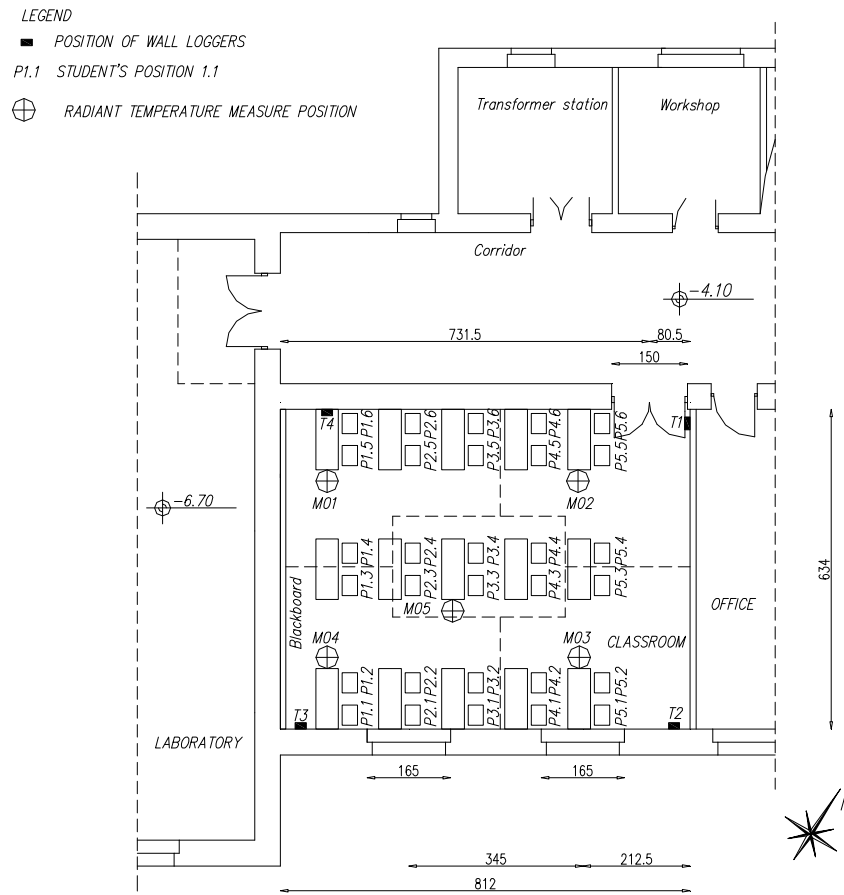 LEGEND
POSITION OF WALL LOGGERS
P1.1 STUDENT'S POSITION 1.1
RADIANT TEMPERATURE MEASURE POSITION
Transformer station
Workshop
Corridor
-4.10
731.5
80.5
150
T4
T1
P1.5 P1.6
P2.5 P2.6
P3.5 P3.6
P4.5 P4.6
P5.5 P5.6
M01
M02
-6.70
P1.3 P1.4
P2.3 P2.4
P3.3 P3.4
P4.3 P4.4
P5.3 P5.4
634
Blackboard
M05
OFFICE
M04
M03
CLASSROOM
P1.1 P1.2
P2.1 P2.2
P3.1 P3.2
P4.1 P4.2
P5.1 P5.2
T3
T2
LABORATORY
165
165
345
212.5
812